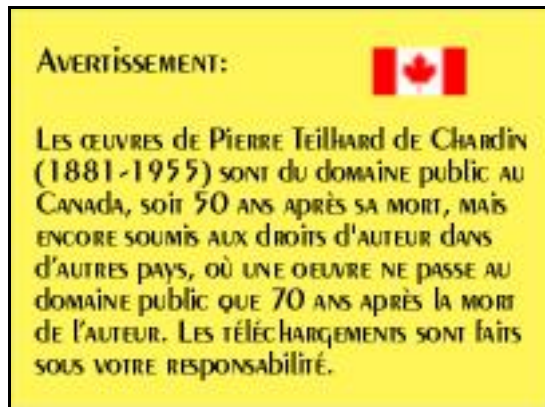 Avertissement:
Les œuvres de Pierre Teilhard de Chardin
(1881-1955) sont du domaine public au
Canada, soit 50 ans après sa mort, mais
encore soumis aux droits d'auteur dans
d'autres pays, où une oeuvre ne passe au
domaine public que 70 ans après la mort
de l'auteur. Les téléchargements sont faits
sous votre responsabilité.